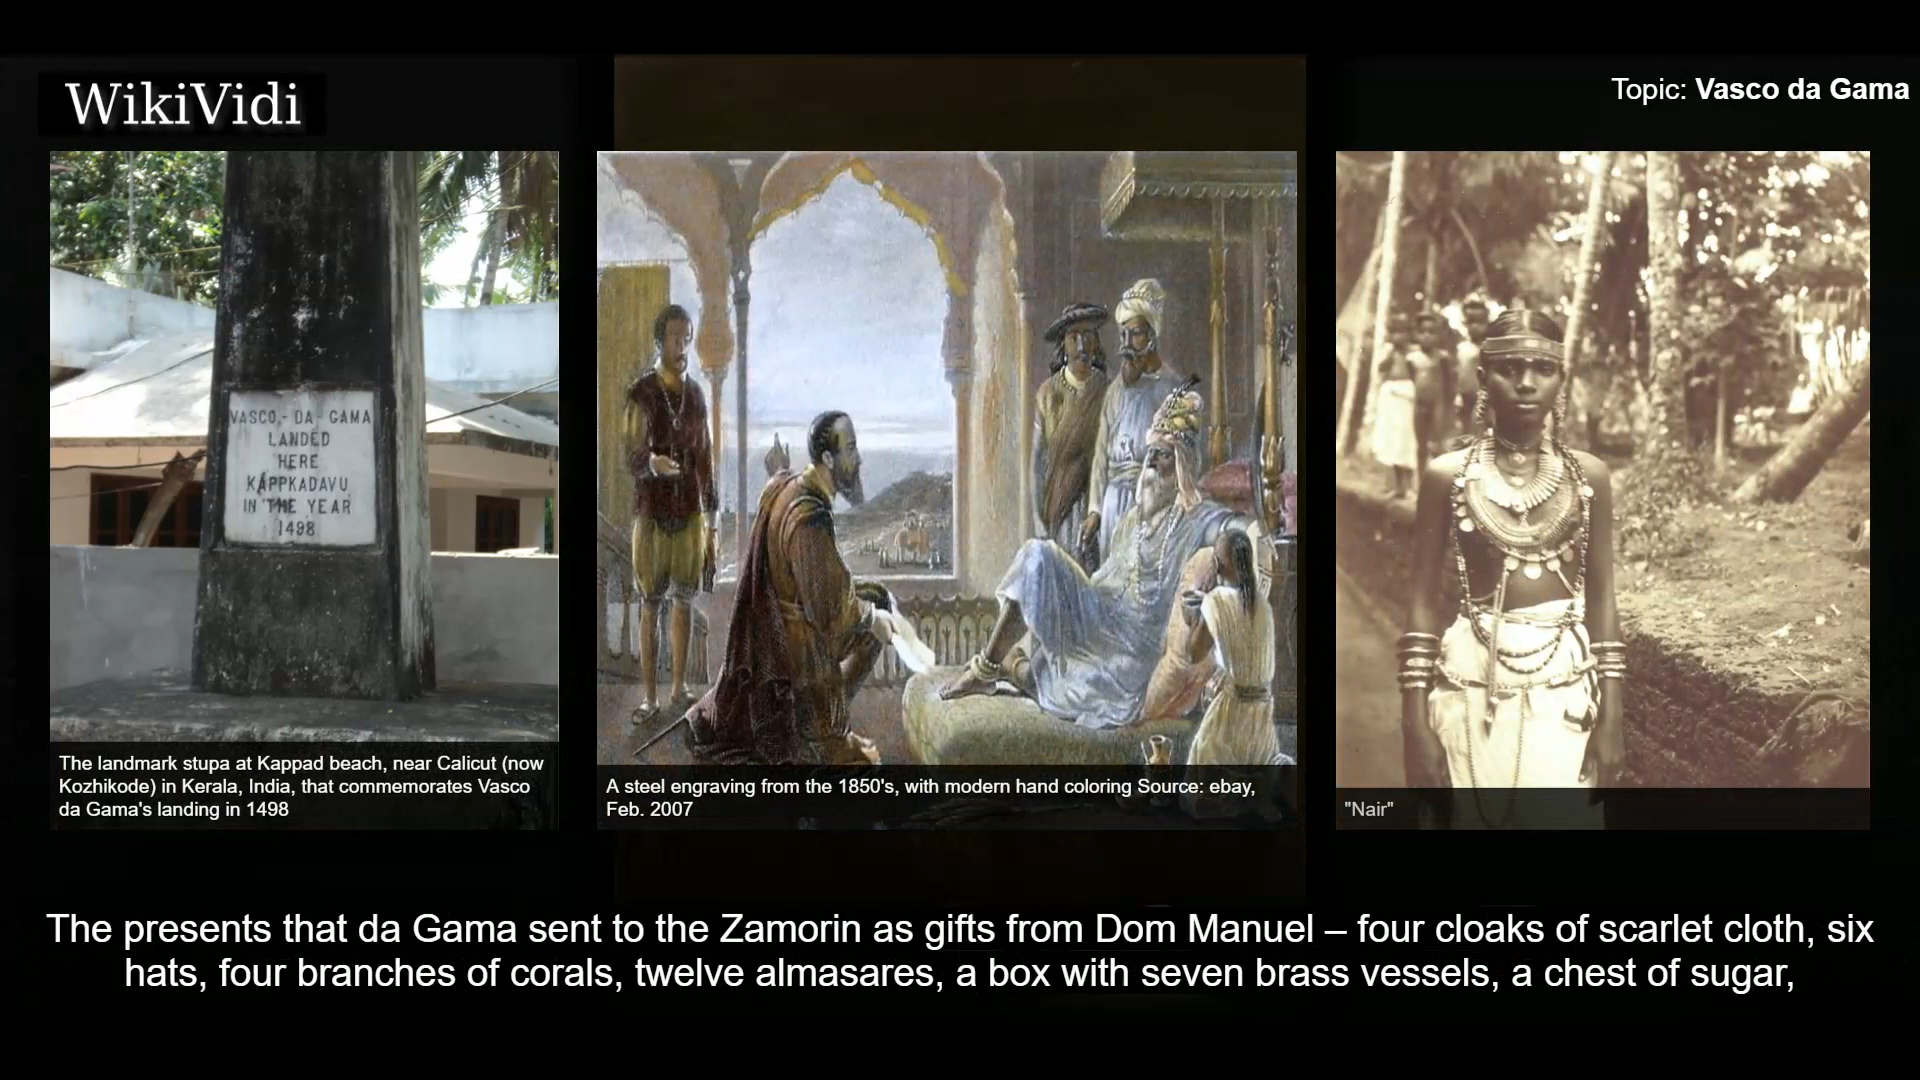 WikiVidi
Topic: Vasco da Gama
VASCO - DA - GAMA
LANDED
HERE
KAPPKADAVU
IN THE YEAR
1498
The landmark stupa at Kappad beach, near Calicut (now
Kozhikode) in Kerala, India, that commemorates Vasco
da Gama's landing in 1498
A steel engraving from the 1850's, with modern hand coloring Source: ebay,
Feb. 2007
"Nair"
The presents that da Gama sent to the Zamorin as gifts from Dom Manuel – four cloaks of scarlet cloth, six
hats, four branches of corals, twelve almasares, a box with seven brass vessels, a chest of sugar,